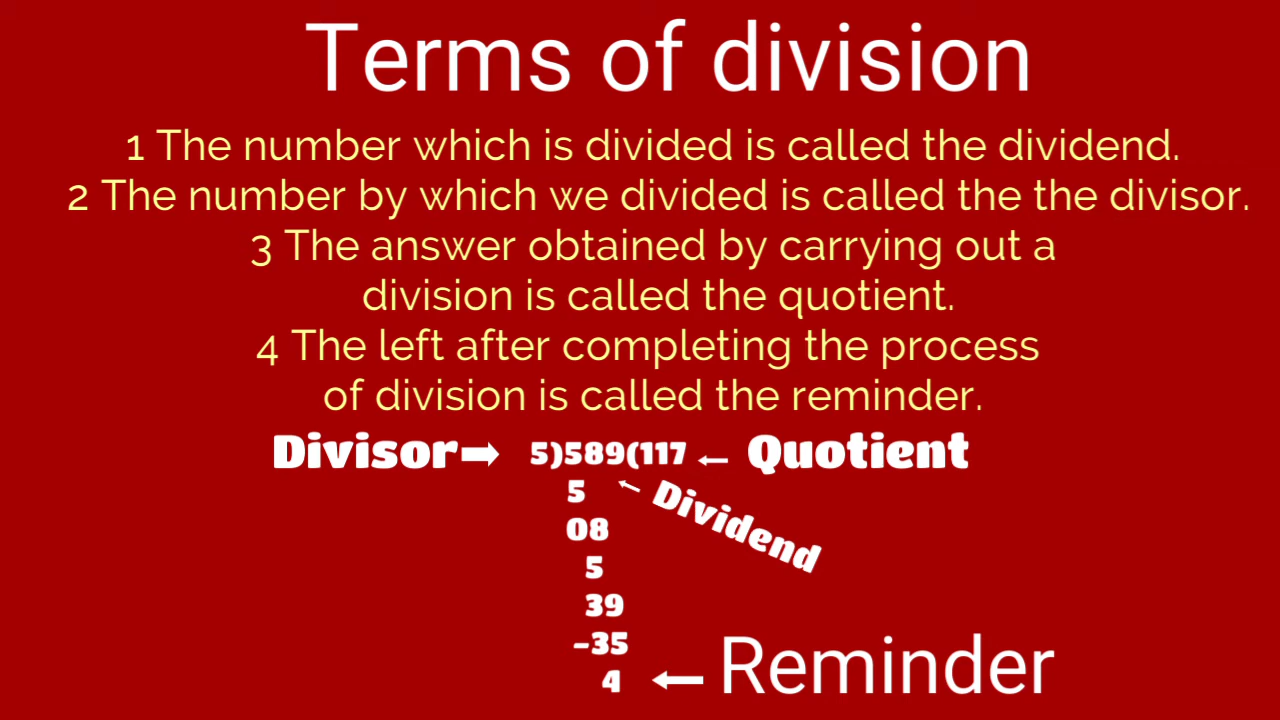 Terms of division
1 The number which is divided is called the dividend.
2 The number by which we divided is called the the divisor.
3 The answer obtained by carrying out a
division is called the quotient.
4 The left after completing the process
of division is called the reminder.
Divisor➡ 5)589(117 ← Quotient
5 ← Dividend
08
5
39
-35
4 ← Reminder